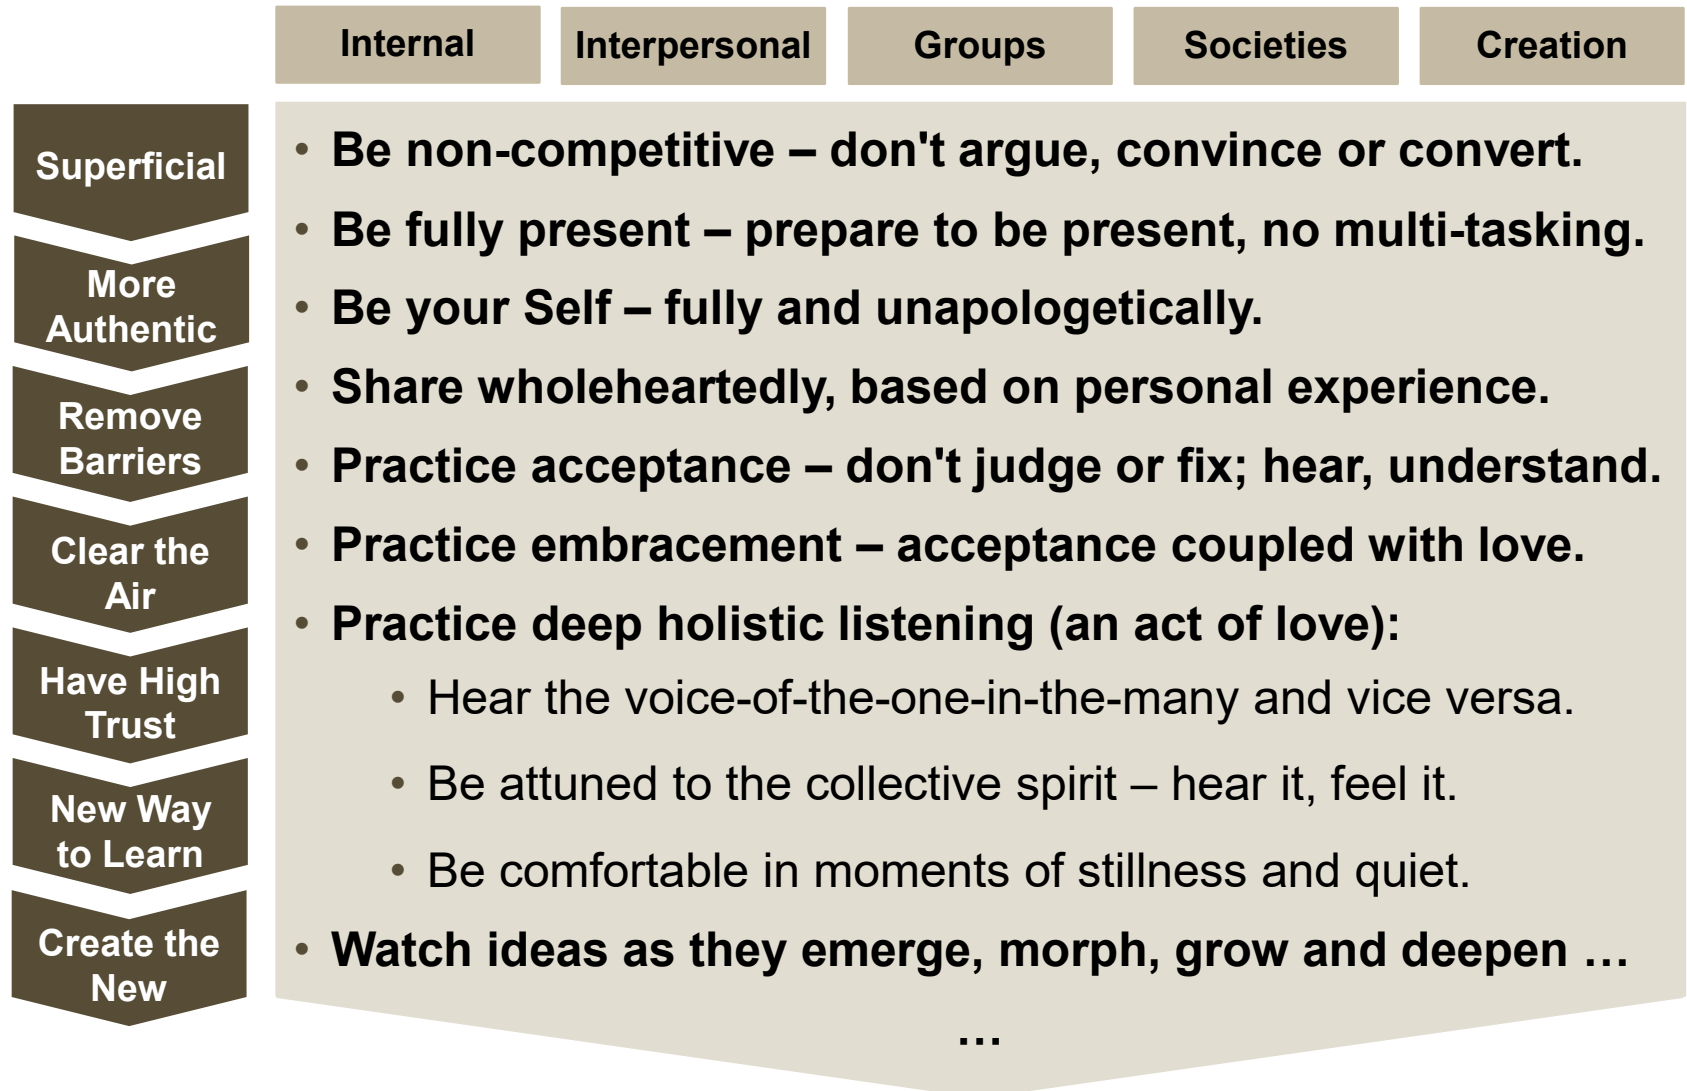 Internal
Interpersonal
Groups
Societies
Creation
Superficial
More
Authentic
Remove
Barriers
Clear the
Air
Have High
Trust
New Way
to Learn
Create the
New
• Be non-competitive – don't argue, convince or convert.
• Be fully present – prepare to be present, no multi-tasking.
• Be your Self – fully and unapologetically.
• Share wholeheartedly, based on personal experience.
• Practice acceptance – don't judge or fix; hear, understand.
• Practice embracement – acceptance coupled with love.
• Practice deep holistic listening (an act of love):
• Hear the voice-of-the-one-in-the-many and vice versa.
• Be attuned to the collective spirit – hear it, feel it.
• Be comfortable in moments of stillness and quiet.
• Watch ideas as they emerge, morph, grow and deepen …
…